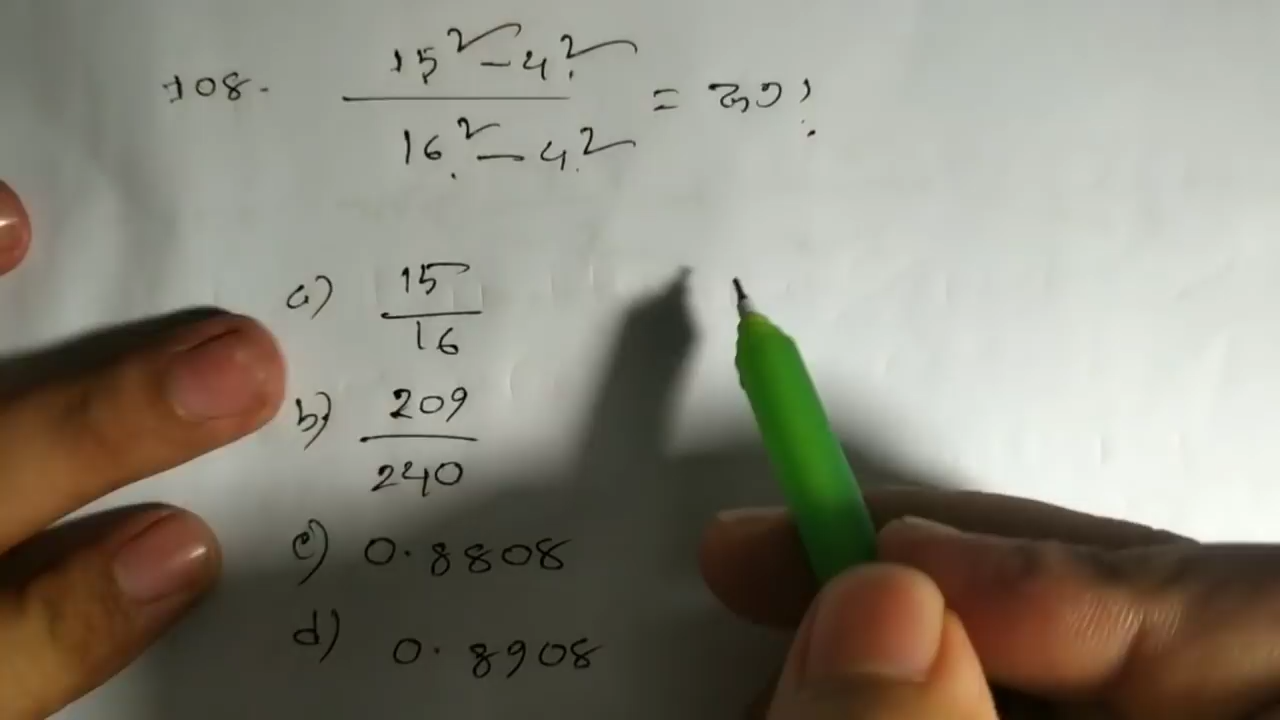 108. (15² - 4²) / (16² - 4²) = কত?
a) 15/16
b) 209/240
c) 0.8808
d) 0.8908